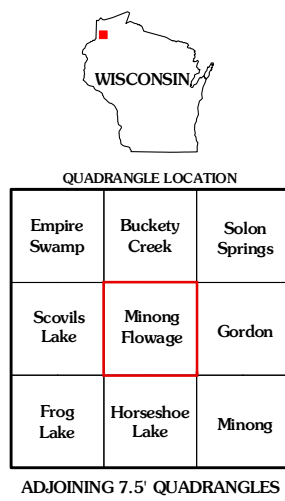 WISCONSIN
QUADRANGLE LOCATION
Empire
Swamp
Buckety
Creek
Solon
Springs
Scovils
Lake
Minong
Flowage
Gordon
Frog
Lake
Horseshoe
Lake
Minong
ADJOINING 7.5' QUADRANGLES